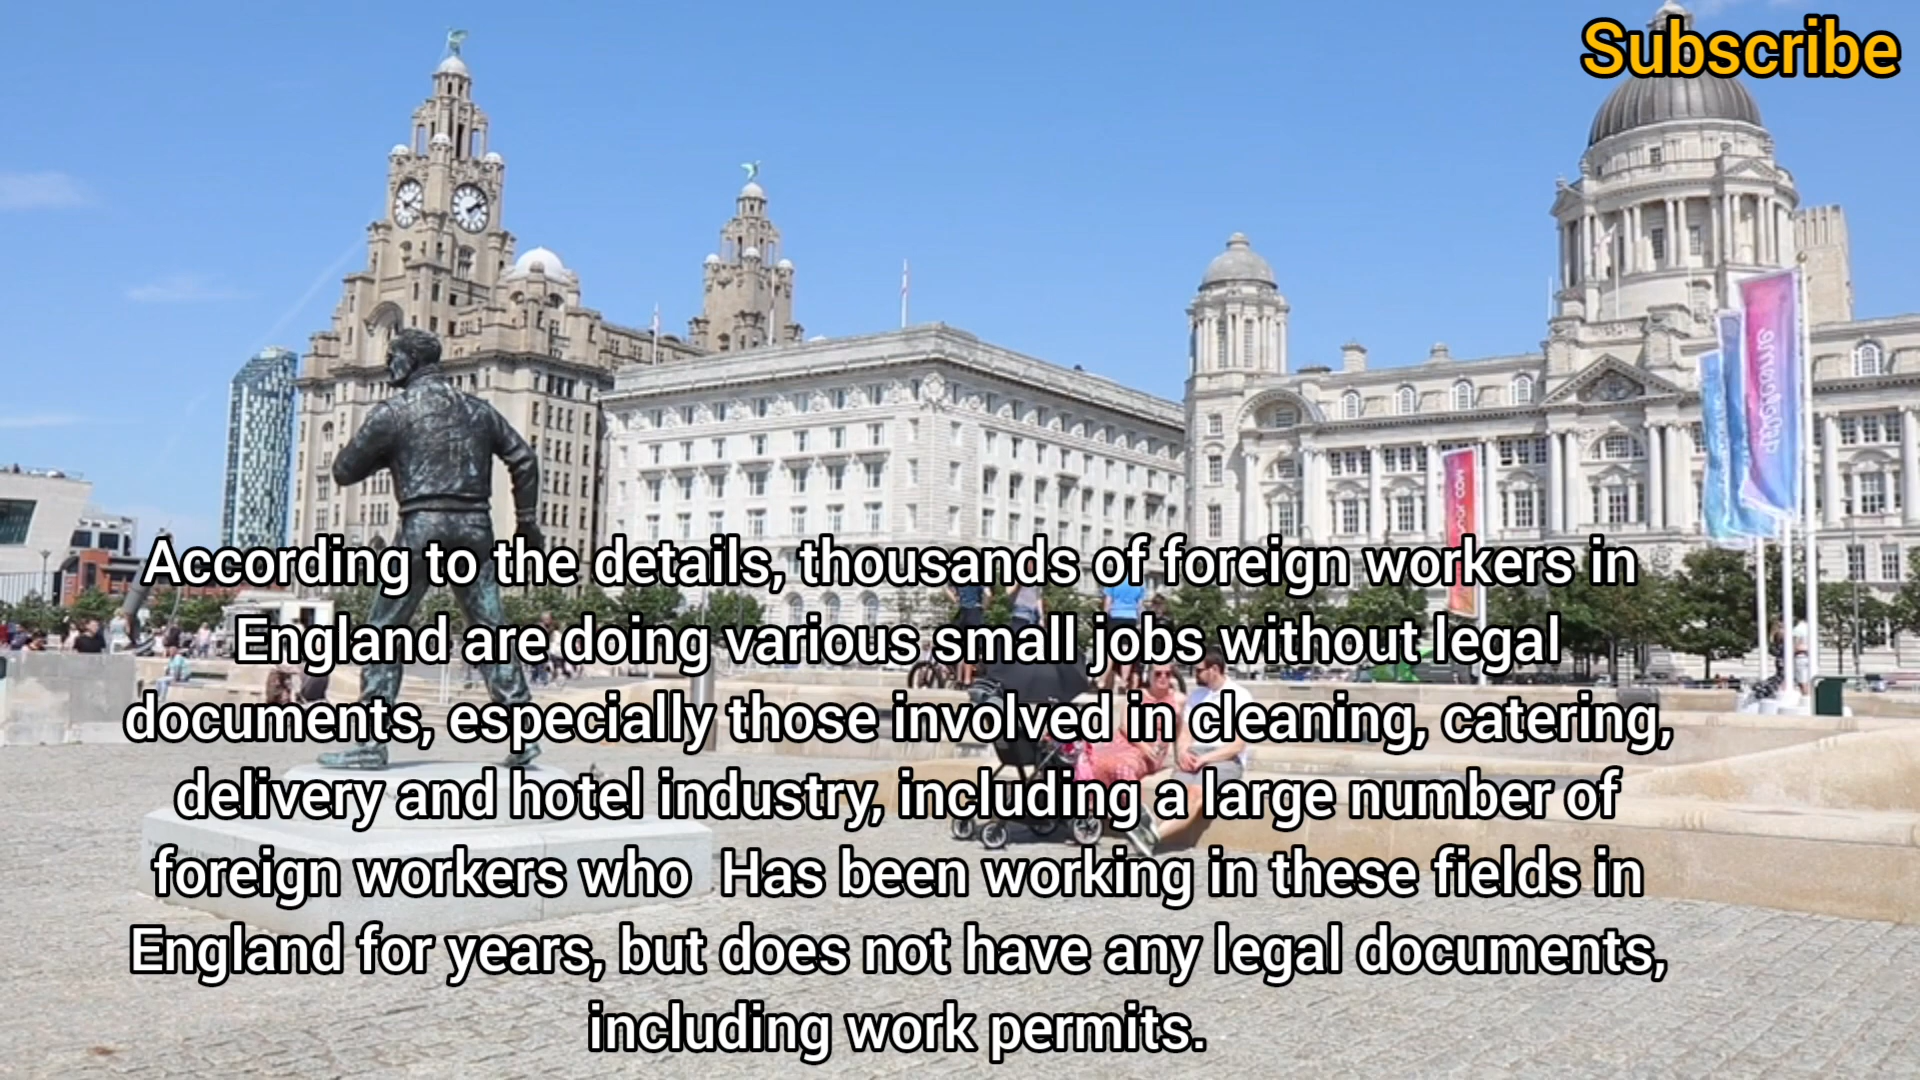 Subscribe
Welcome
According to the details, thousands of foreign workers in
England are doing various small jobs without legal
documents, especially those involved in cleaning, catering,
delivery and hotel industry, including a large number of
foreign workers who  Has been working in these fields in
England for years, but does not have any legal documents,
including work permits.